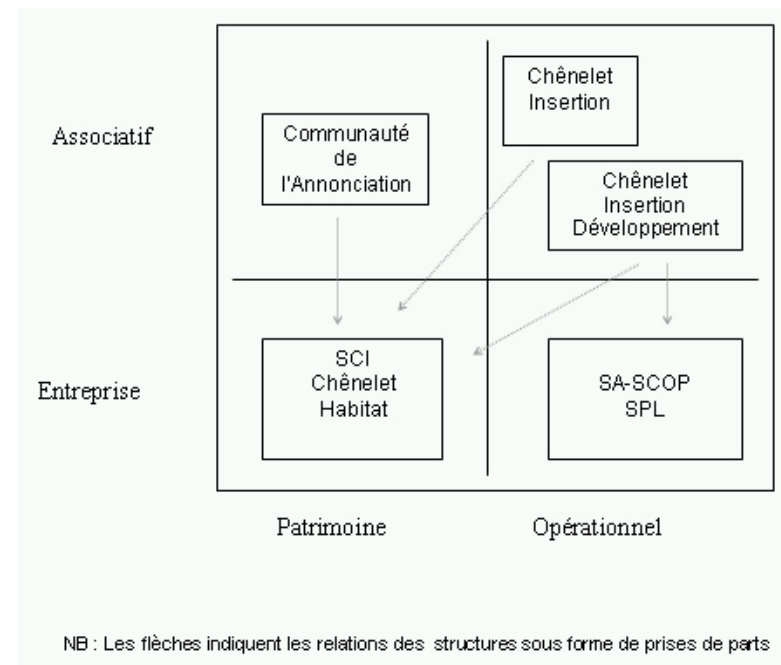 Associatif
Communauté
de
l'Annonciation
Chênelet
Insertion
Chênelet
Insertion
Développement
Entreprise
SCI
Chênelet
Habitat
SA-SCOP
SPL
Patrimoine
Opérationnel
NB : Les flèches indiquent les relations des structures sous forme de prises de parts